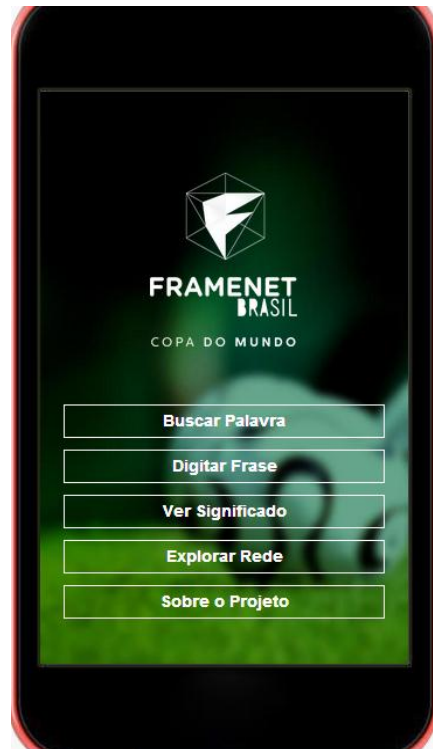 FRAMENET
BRASIL
COPA DO MUNDO
Buscar Palavra
Digitar Frase
Ver Significado
Explorar Rede
Sobre o Projeto